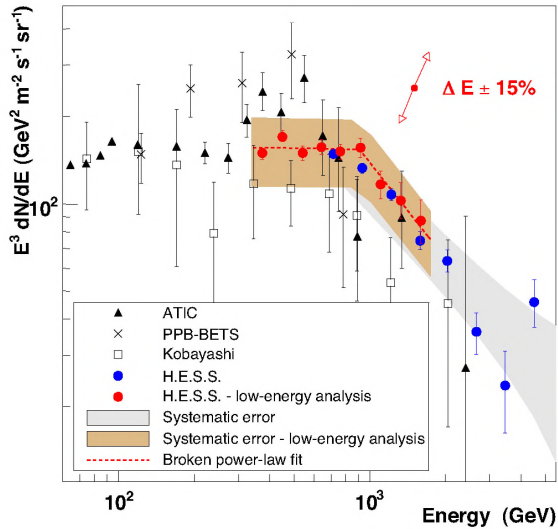 E³ dN/dE (GeV² m⁻² s⁻¹ sr⁻¹)
Δ E ± 15%
10²
ATIC
PPB-BETS
Kobayashi
H.E.S.S.
H.E.S.S. - low-energy analysis
Systematic error
Systematic error - low-energy analysis
Broken power-law fit
10² 10³
Energy (GeV)